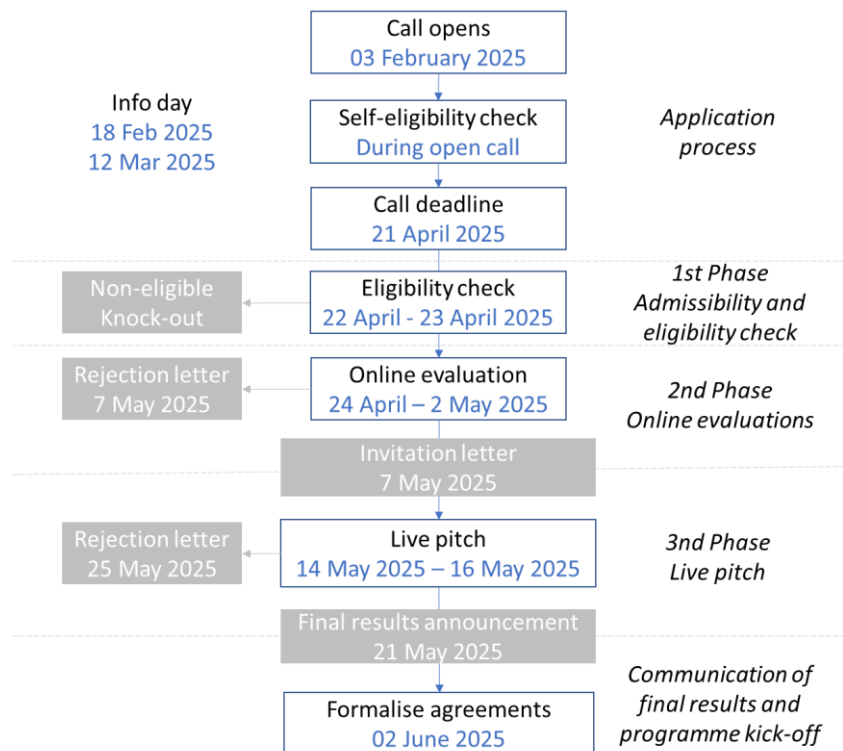 Call opens
03 February 2025
Info day
18 Feb 2025
12 Mar 2025
Self-eligibility check
During open call
Application
process
Call deadline
21 April 2025
Non-eligible
Knock-out
Eligibility check
22 April - 23 April 2025
1st Phase
Admissibility and
eligibility check
Rejection letter
7 May 2025
Online evaluation
24 April – 2 May 2025
2nd Phase
Online evaluations
Invitation letter
7 May 2025
Rejection letter
25 May 2025
Live pitch
14 May 2025 – 16 May 2025
3nd Phase
Live pitch
Final results announcement
21 May 2025
Formalise agreements
02 June 2025
Communication of
final results and
programme kick-off